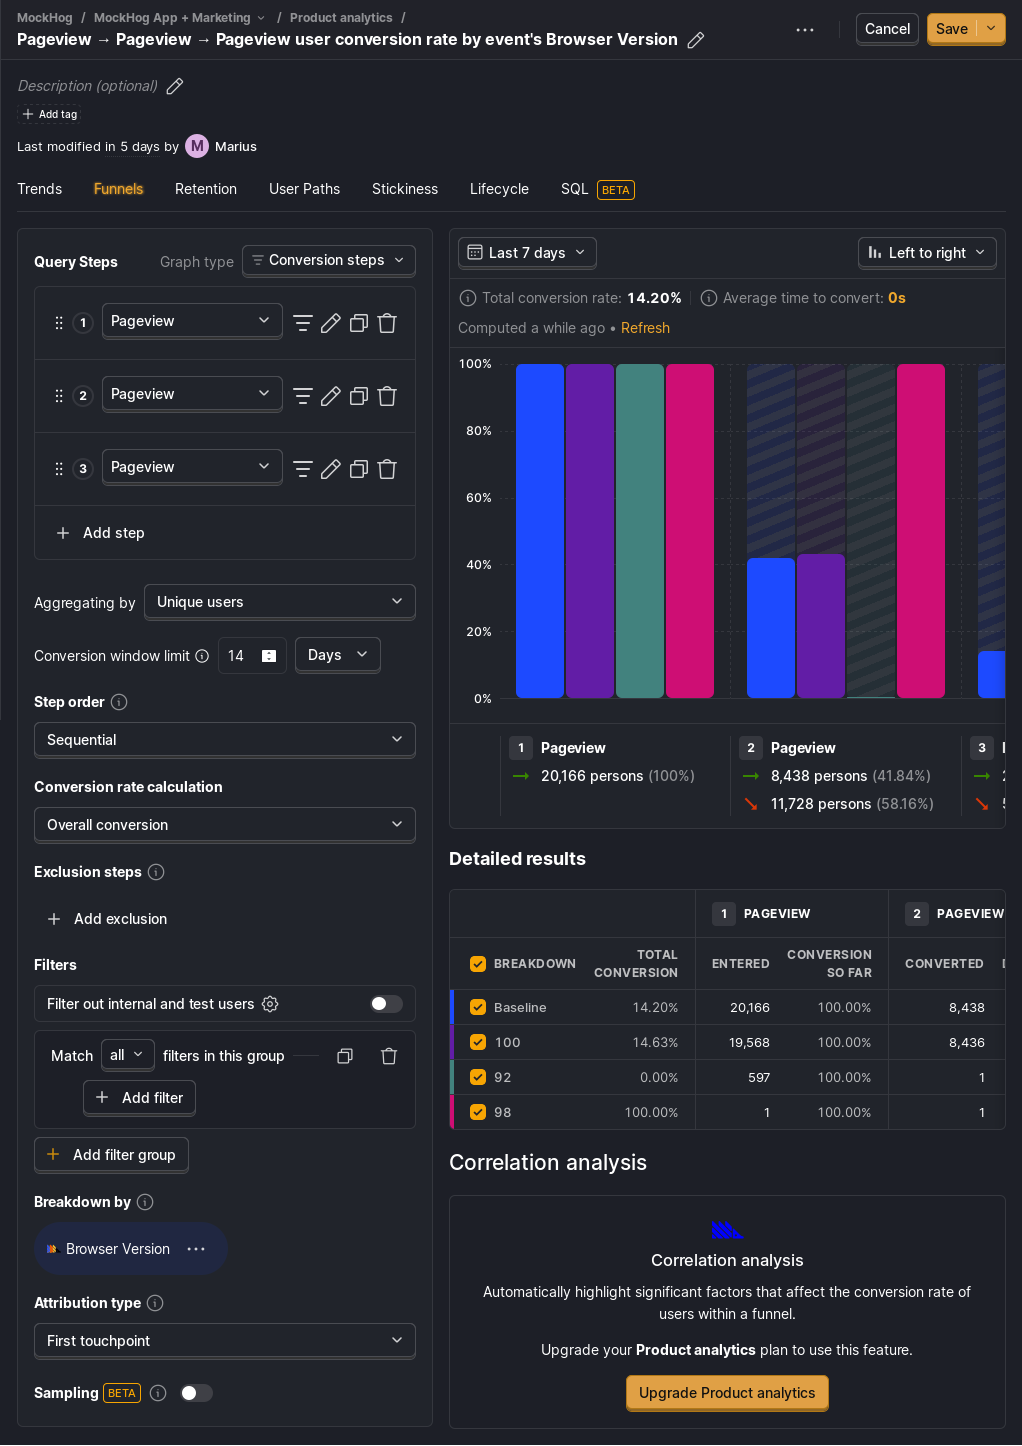 MockHog / MockHog App + Marketing / Product analytics /
Pageview → Pageview → Pageview user conversion rate by event's Browser Version
Cancel
Save
Description (optional)
Add tag
Last modified in 5 days by M Marius
Trends Funnels Retention User Paths Stickiness Lifecycle SQL BETA
Query Steps Graph type Conversion steps
1 Pageview
2 Pageview
3 Pageview
Add step
Aggregating by Unique users
Conversion window limit 14 Days
Step order
Sequential
Conversion rate calculation
Overall conversion
Exclusion steps
Add exclusion
Filters
Filter out internal and test users
Match all filters in this group
Add filter
Add filter group
Breakdown by
Browser Version
Attribution type
First touchpoint
Sampling BETA
Last 7 days Left to right
Total conversion rate: 14.20% Average time to convert: 0s
Computed a while ago • Refresh
100%
80%
60%
40%
20%
0%
1 Pageview 2 Pageview 3
20,166 persons (100%) 8,438 persons (41.84%)
11,728 persons (58.16%)
Detailed results
1 PAGEVIEW 2 PAGEVIEW
BREAKDOWN TOTAL CONVERSION ENTERED CONVERSION SO FAR CONVERTED
Baseline 14.20% 20,166 100.00% 8,438
100 14.63% 19,568 100.00% 8,436
92 0.00% 597 100.00% 1
98 100.00% 1 100.00% 1
Correlation analysis
Correlation analysis
Automatically highlight significant factors that affect the conversion rate of
users within a funnel.
Upgrade your Product analytics plan to use this feature.
Upgrade Product analytics